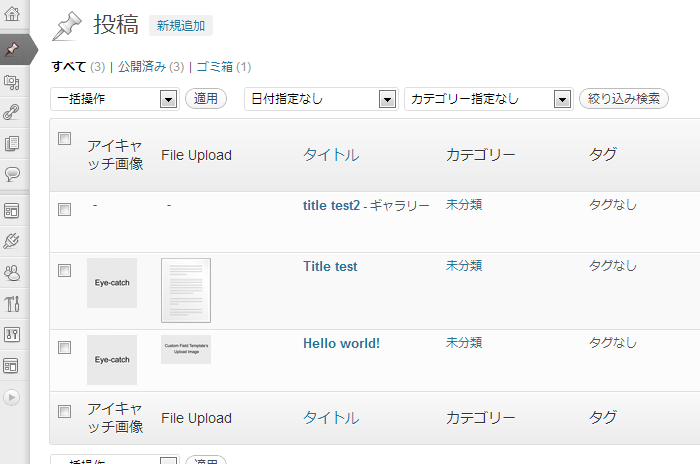 投稿 新規追加
すべて (3) | 公開済み (3) | ゴミ箱 (1)
一括操作 適用 日付指定なし カテゴリー指定なし 絞り込み検索
アイキャッチ画像 File Upload タイトル カテゴリー タグ
- - title test2 - ギャラリー 未分類 タグなし
Eye-catch Title test 未分類 タグなし
Eye-catch Custom Field Template's Upload Image Hello world! 未分類 タグなし
アイキャッチ画像 File Upload タイトル カテゴリー タグ
一括操作 適用